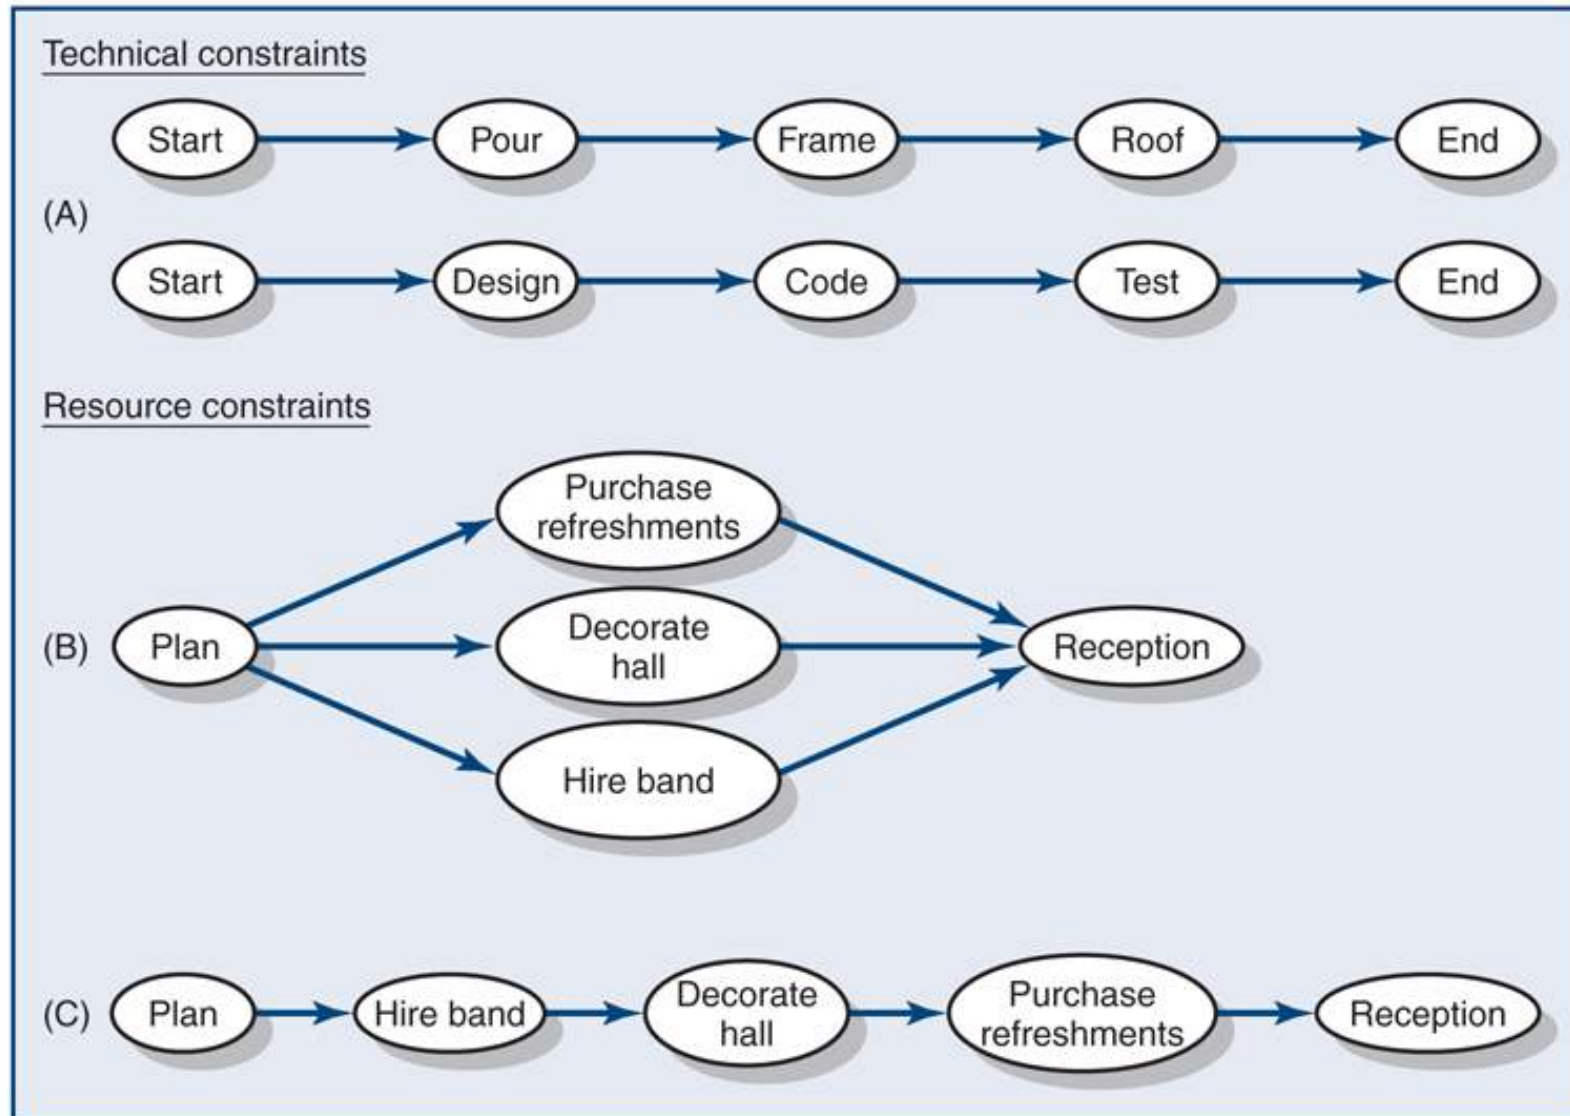 Technical constraints
Start Pour Frame Roof End
(A)
Start Design Code Test End
Resource constraints
Purchase
refreshments
(B) Plan Decorate
hall Reception
Hire band
(C) Plan Hire band Decorate
hall Purchase
refreshments Reception